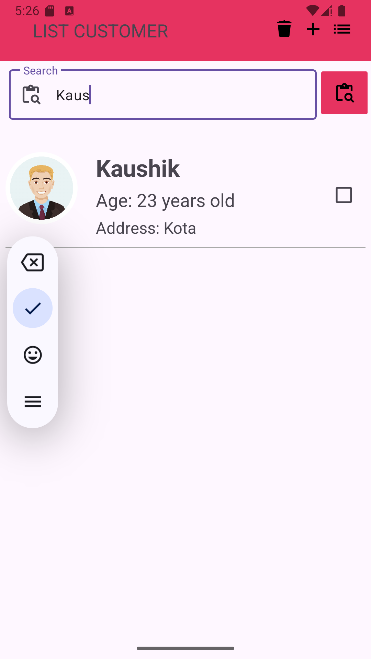 5:26
LIST CUSTOMER
Search
Kaus
Kaushik
Age: 23 years old
Address: Kota